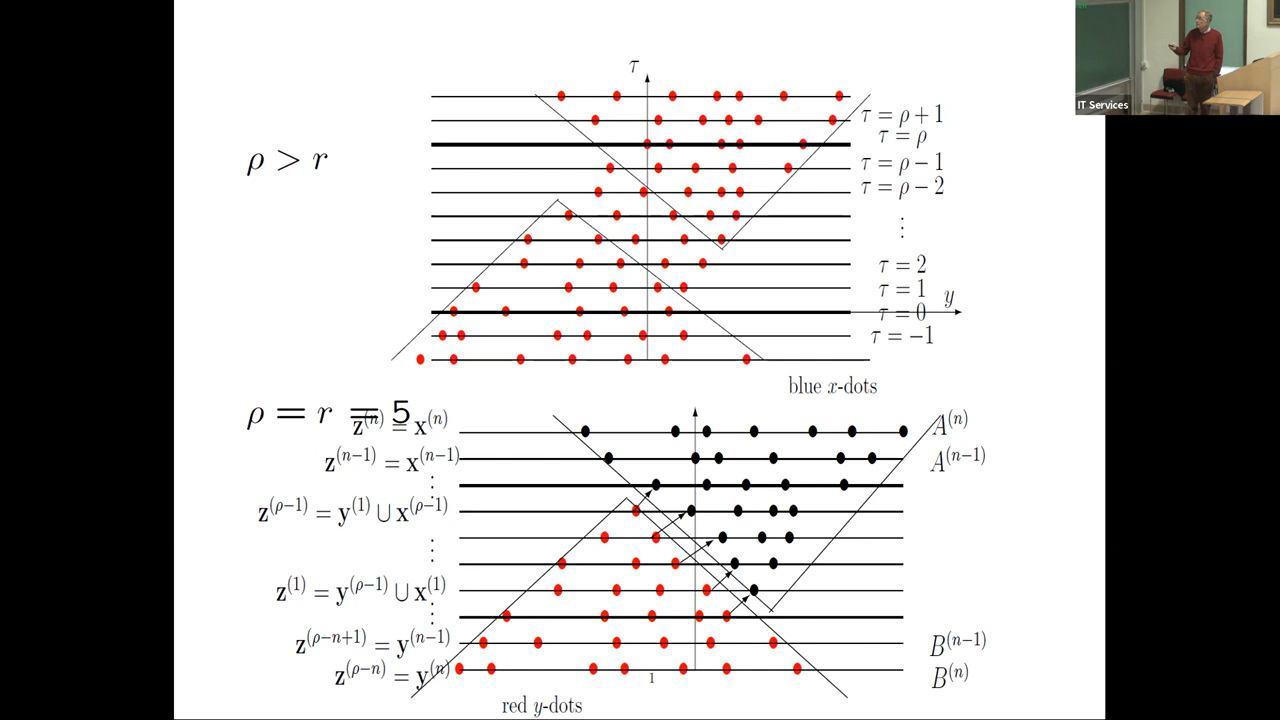 IT Services
τ
τ = ρ + 1
τ = ρ
ρ > r
τ = ρ − 1
τ = ρ − 2
⋮
τ = 2
τ = 1
y
τ = 0
τ = −1
blue x-dots
ρ = r = 5
z^(n) = x^(n)
A^(n)
z^(n−1) = x^(n−1)
A^(n−1)
⋮
z^(ρ−1) = y^(1) ∪ x^(ρ−1)
⋮
z^(1) = y^(ρ−1) ∪ x^(1)
⋮
z^(ρ−n+1) = y^(n−1)
B^(n−1)
z^(ρ−n) = y^(n)
B^(n)
1
red y-dots